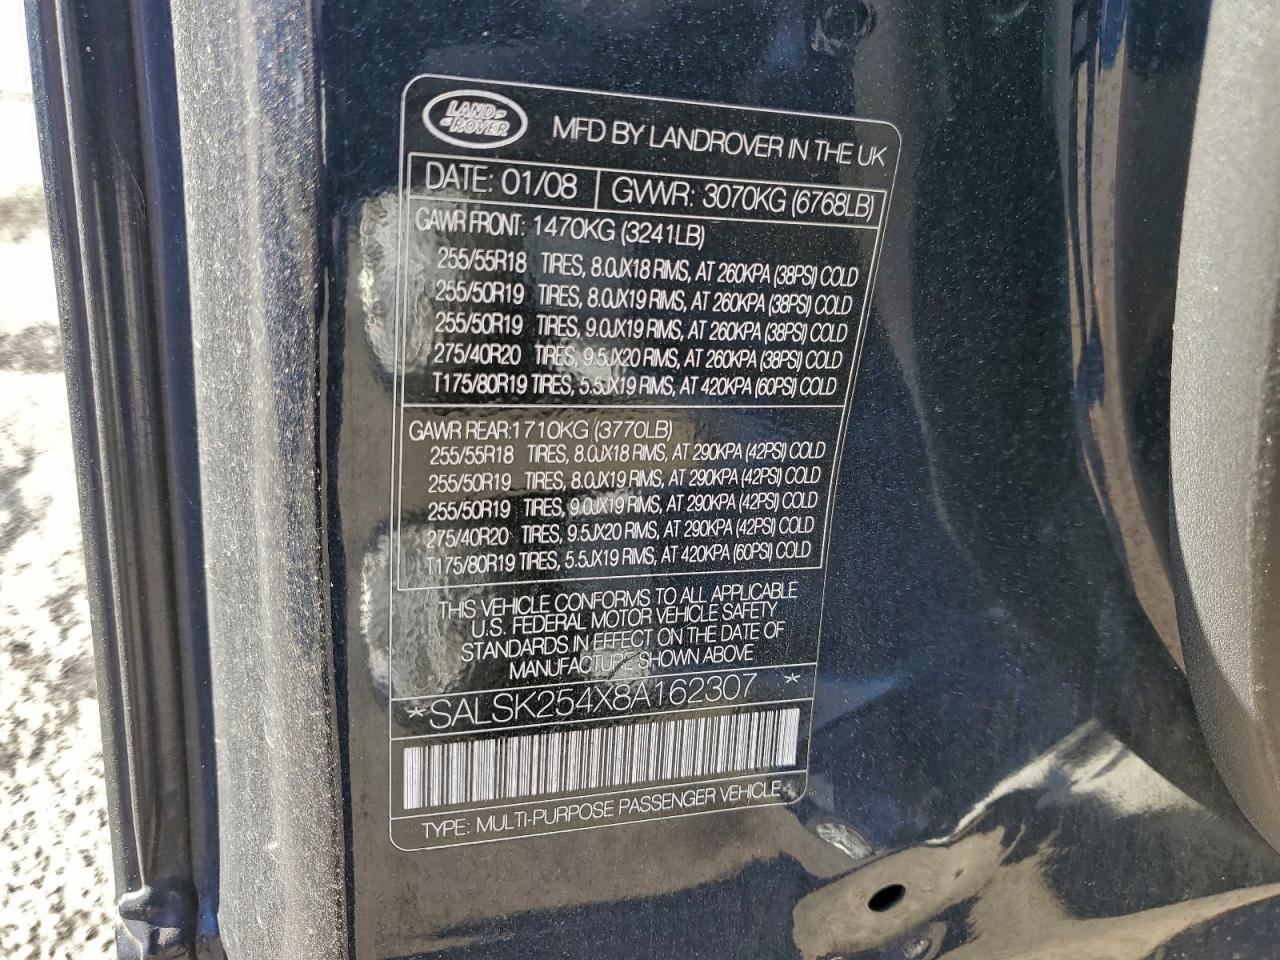 LAND ROVER
MFD BY LANDROVER IN THE UK
DATE: 01/08 GVWR: 3070KG (6768LB)
GAWR FRONT: 1470KG (3241LB)
255/55R18 TIRES, 8.0JX18 RIMS, AT 260KPA (38PSI) COLD
255/50R19 TIRES, 8.0JX19 RIMS, AT 260KPA (38PSI) COLD
255/50R19 TIRES, 9.0JX19 RIMS, AT 260KPA (38PSI) COLD
275/40R20 TIRES, 9.5JX20 RIMS, AT 260KPA (38PSI) COLD
T175/80R19 TIRES, 5.5JX19 RIMS, AT 420KPA (60PSI) COLD
GAWR REAR:1710KG (3770LB)
255/55R18 TIRES, 8.0JX18 RIMS, AT 290KPA (42PSI) COLD
255/50R19 TIRES, 8.0JX19 RIMS, AT 290KPA (42PSI) COLD
255/50R19 TIRES, 9.0JX19 RIMS, AT 290KPA (42PSI) COLD
275/40R20 TIRES, 9.5JX20 RIMS, AT 290KPA (42PSI) COLD
T175/80R19 TIRES, 5.5JX19 RIMS, AT 420KPA (60PSI) COLD
THIS VEHICLE CONFORMS TO ALL APPLICABLE
U.S. FEDERAL MOTOR VEHICLE SAFETY
STANDARDS IN EFFECT ON THE DATE OF
MANUFACTURE SHOWN ABOVE
*SALSK254X8A162307 *
TYPE: MULTI-PURPOSE PASSENGER VEHICLE